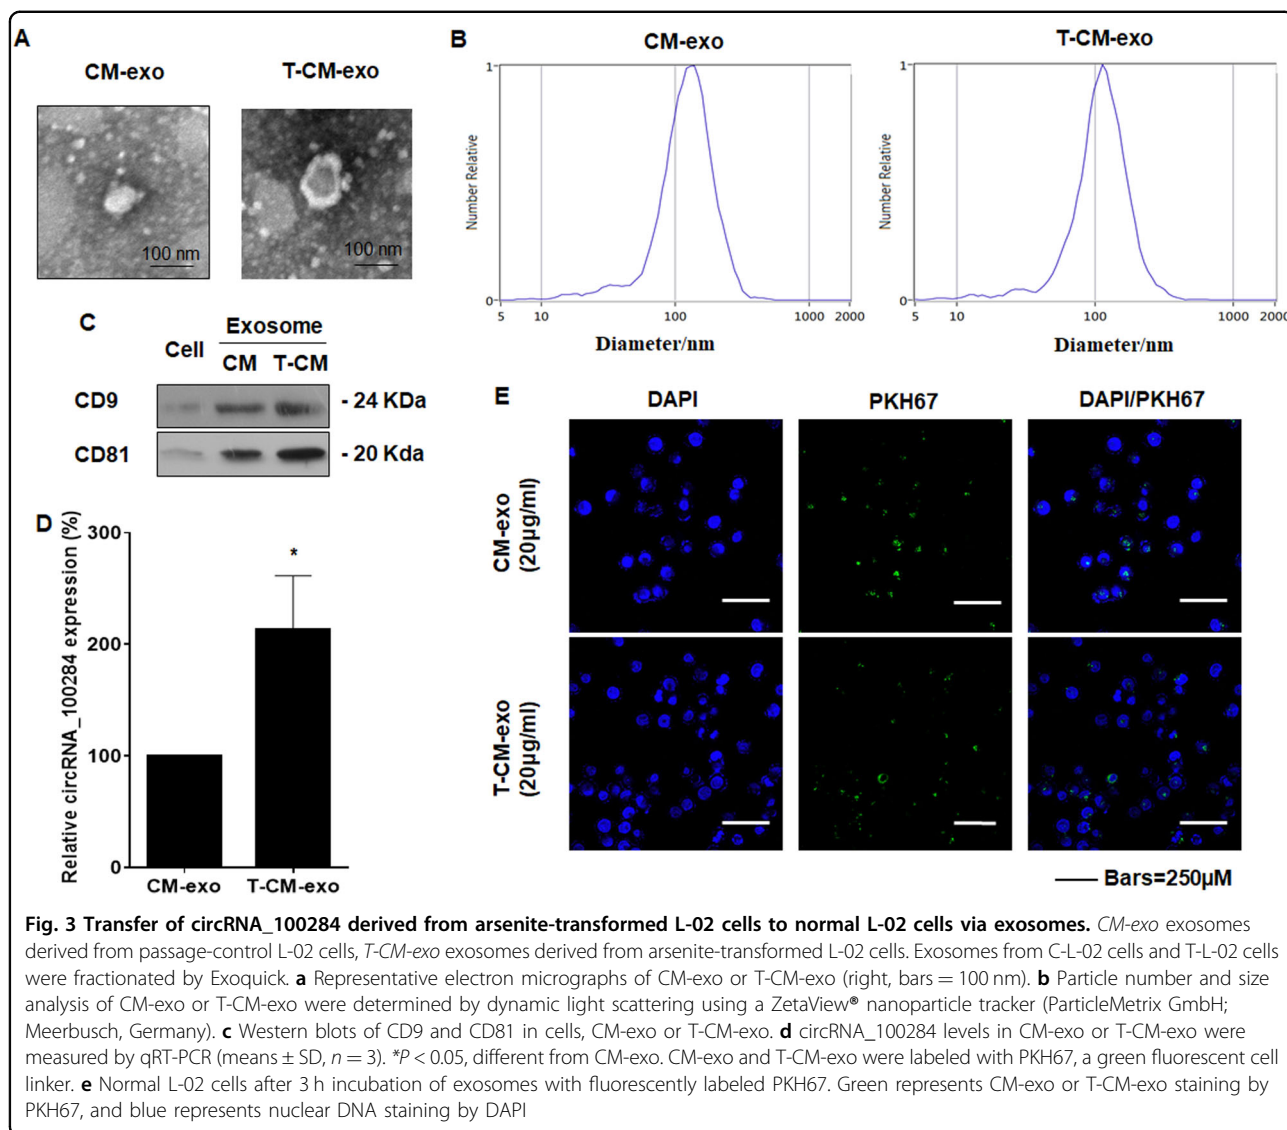 A
CM-exo
T-CM-exo
100 nm
100 nm
B
CM-exo
T-CM-exo
Number Relative
1
0
5 10 100 1000 2000
Diameter/nm
Number Relative
1
0
5 10 100 1000 2000
Diameter/nm
C
Cell
Exosome
CM T-CM
CD9
- 24 KDa
CD81
- 20 Kda
D
Relative circRNA_100284 expression (%)
300
200
100
0
*
CM-exo T-CM-exo
E
DAPI
PKH67
DAPI/PKH67
CM-exo
(20µg/ml)
T-CM-exo
(20µg/ml)
Bars=250µM
Fig. 3 Transfer of circRNA_100284 derived from arsenite-transformed L-02 cells to normal L-02 cells via exosomes. CM-exo exosomes
derived from passage-control L-02 cells, T-CM-exo exosomes derived from arsenite-transformed L-02 cells. Exosomes from C-L-02 cells and T-L-02 cells
were fractionated by Exoquick. a Representative electron micrographs of CM-exo or T-CM-exo (right, bars = 100 nm). b Particle number and size
analysis of CM-exo or T-CM-exo were determined by dynamic light scattering using a ZetaView® nanoparticle tracker (ParticleMetrix GmbH;
Meerbusch, Germany). c Western blots of CD9 and CD81 in cells, CM-exo or T-CM-exo. d circRNA_100284 levels in CM-exo or T-CM-exo were
measured by qRT-PCR (means ± SD, n = 3). *P < 0.05, different from CM-exo. CM-exo and T-CM-exo were labeled with PKH67, a green fluorescent cell
linker. e Normal L-02 cells after 3 h incubation of exosomes with fluorescently labeled PKH67. Green represents CM-exo or T-CM-exo staining by
PKH67, and blue represents nuclear DNA staining by DAPI